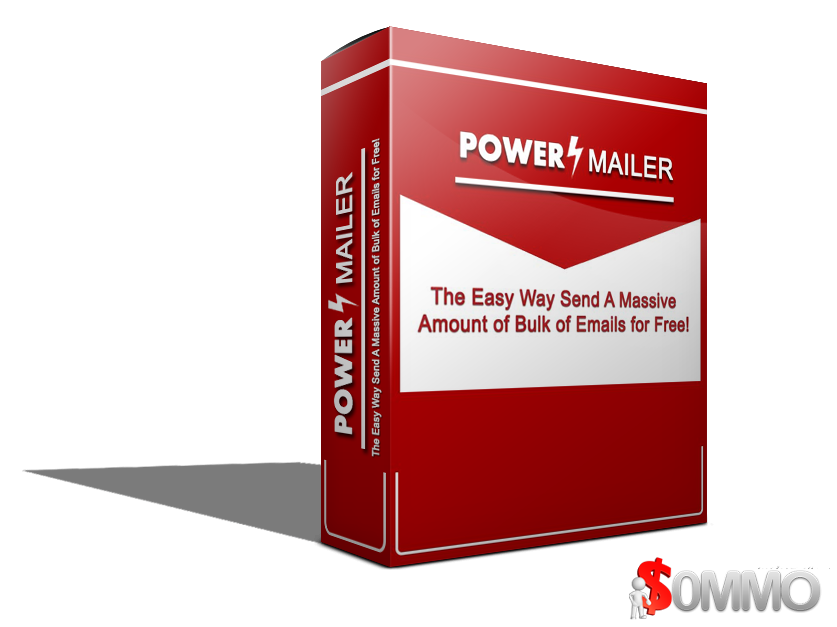 POWER MAILER
The Easy Way Send A Massive
Amount of Bulk of Emails for Free!
POWER MAILER
The Easy Way Send A Massive Amount of Bulk of Emails for Free!
$OMMO